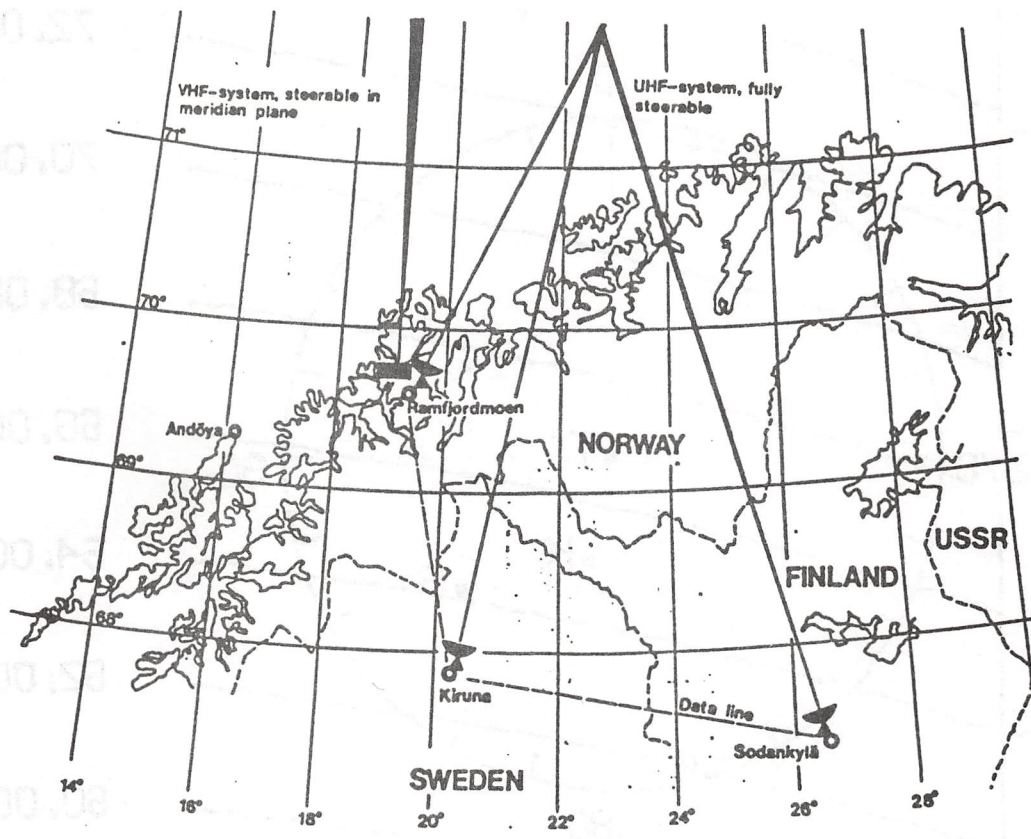 VHF-system, steerable in
meridian plane
UHF-system, fully
steerable
71°
70°
Ramfjordmoen
Andöya
NORWAY
69°
USSR
FINLAND
68°
Kiruna
Data line
Sodankylä
SWEDEN
14°
16°
18°
20°
22°
24°
26°
28°